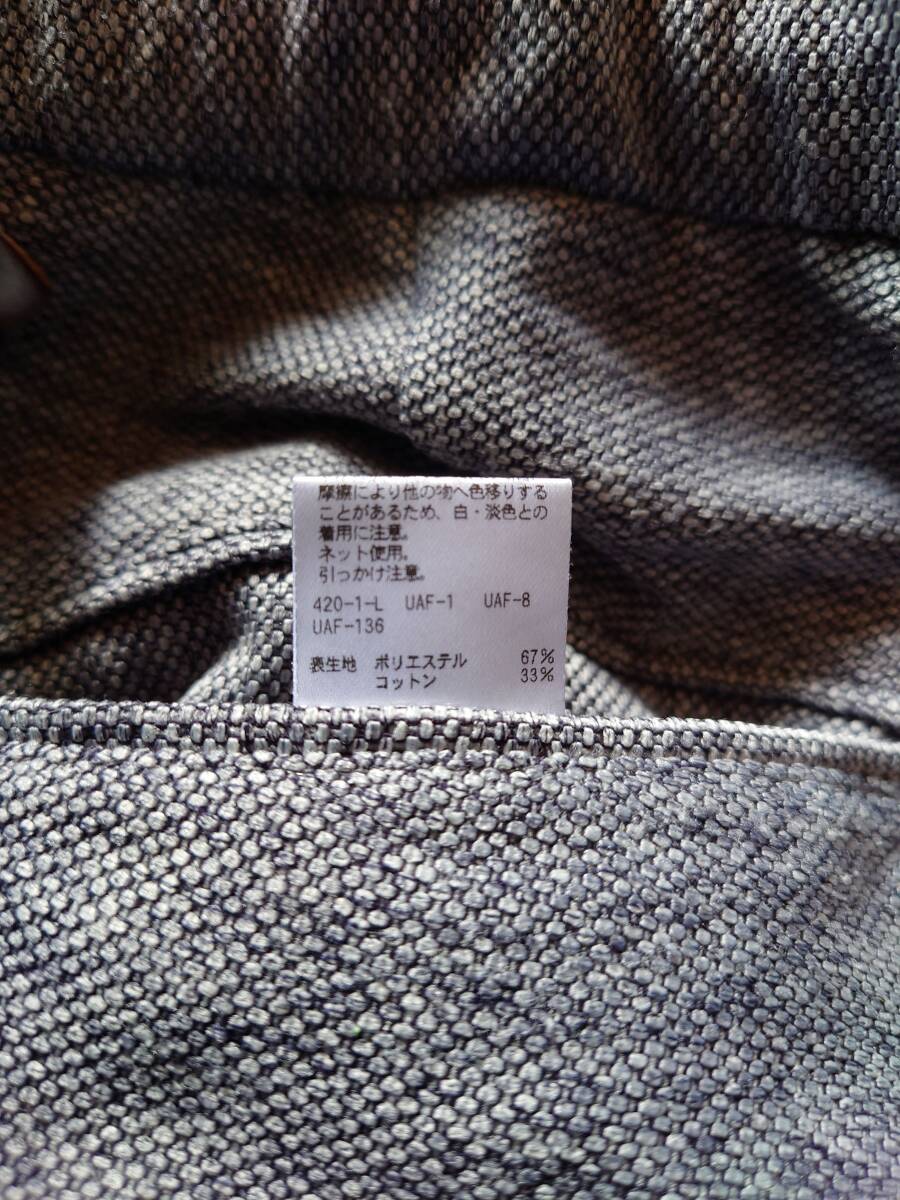 摩擦により他の物へ色移りする
ことがあるため、白・淡色との
着用に注意。
ネット使用。
引っかけ注意。
420-1-L UAF-1 UAF-8
UAF-136
表生地 ポリエステル 67%
コットン 33%